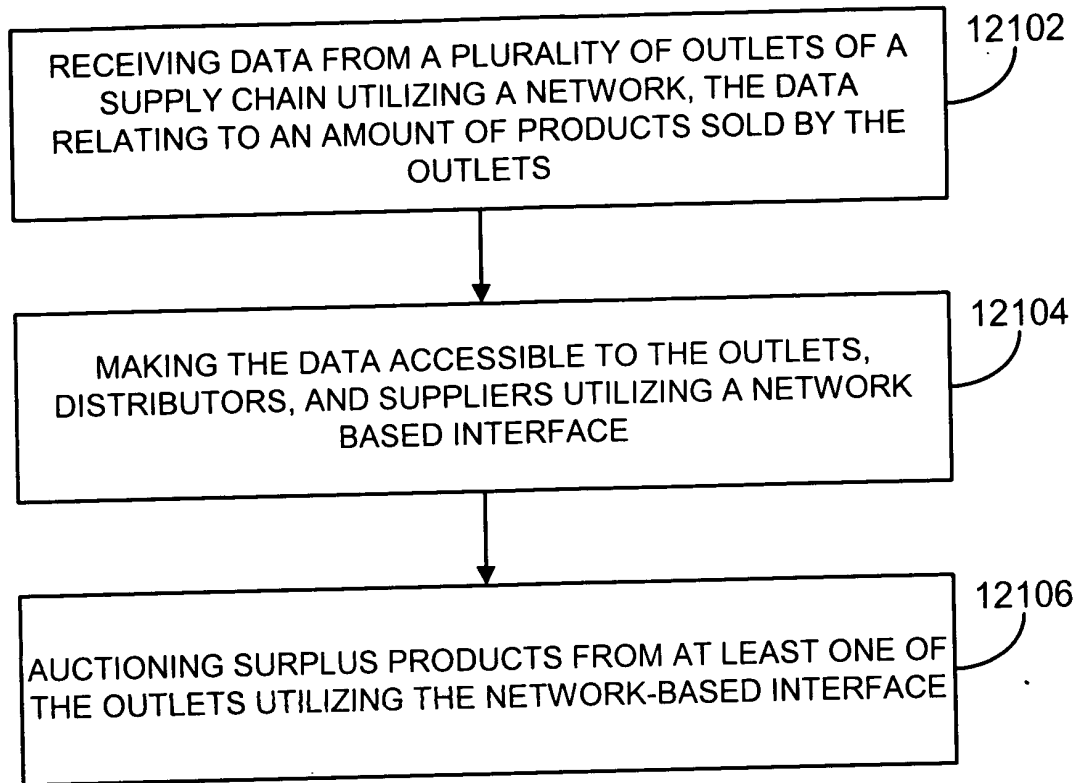 12102
RECEIVING DATA FROM A PLURALITY OF OUTLETS OF A
SUPPLY CHAIN UTILIZING A NETWORK, THE DATA
RELATING TO AN AMOUNT OF PRODUCTS SOLD BY THE
OUTLETS
12104
MAKING THE DATA ACCESSIBLE TO THE OUTLETS,
DISTRIBUTORS, AND SUPPLIERS UTILIZING A NETWORK
BASED INTERFACE
12106
AUCTIONING SURPLUS PRODUCTS FROM AT LEAST ONE OF
THE OUTLETS UTILIZING THE NETWORK-BASED INTERFACE